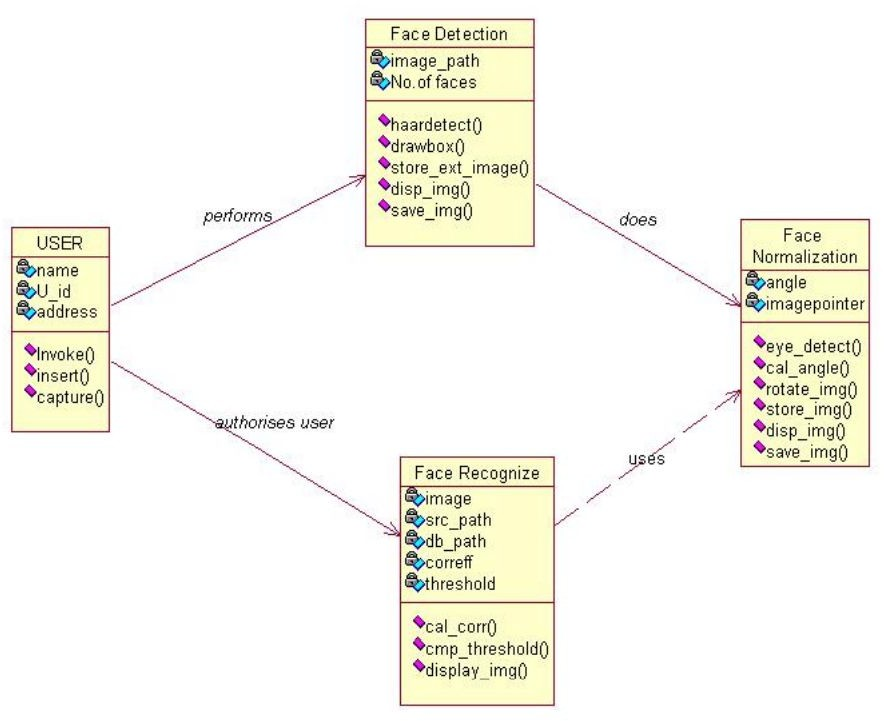 Face Detection
image_path
No.of faces
haardetect()
drawbox()
store_ext_image()
disp_img()
save_img()
performs
does
USER
name
U_id
address
Invoke()
insert()
capture()
Face
Normalization
angle
imagepointer
eye_detect()
cal_angle()
rotate_img()
store_img()
disp_img()
save_img()
authorises user
uses
Face Recognize
image
src_path
db_path
correff
threshold
cal_corr()
cmp_threshold()
display_img()